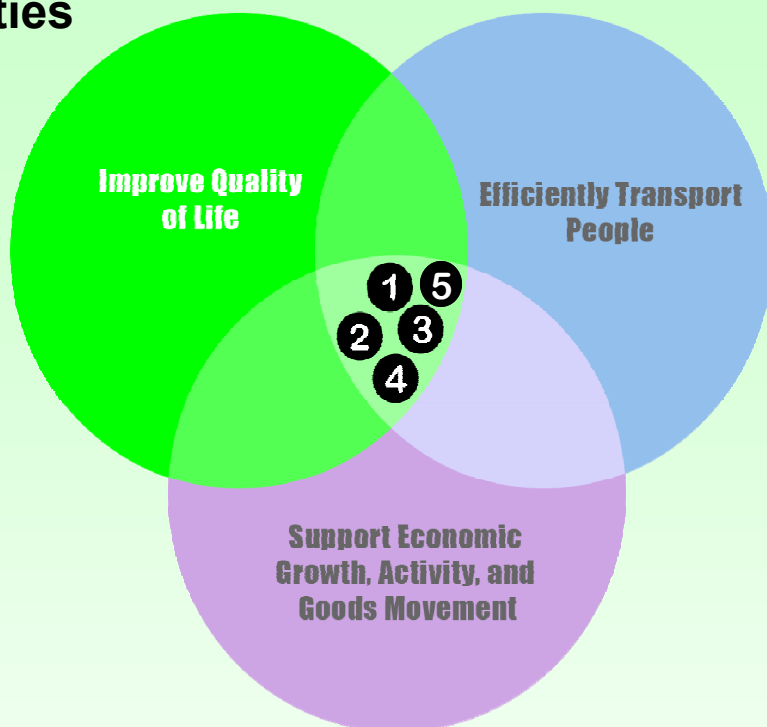 ties
Improve Quality
of Life
Efficiently Transport
People
1 5
2 3
4
Support Economic
Growth, Activity, and
Goods Movement